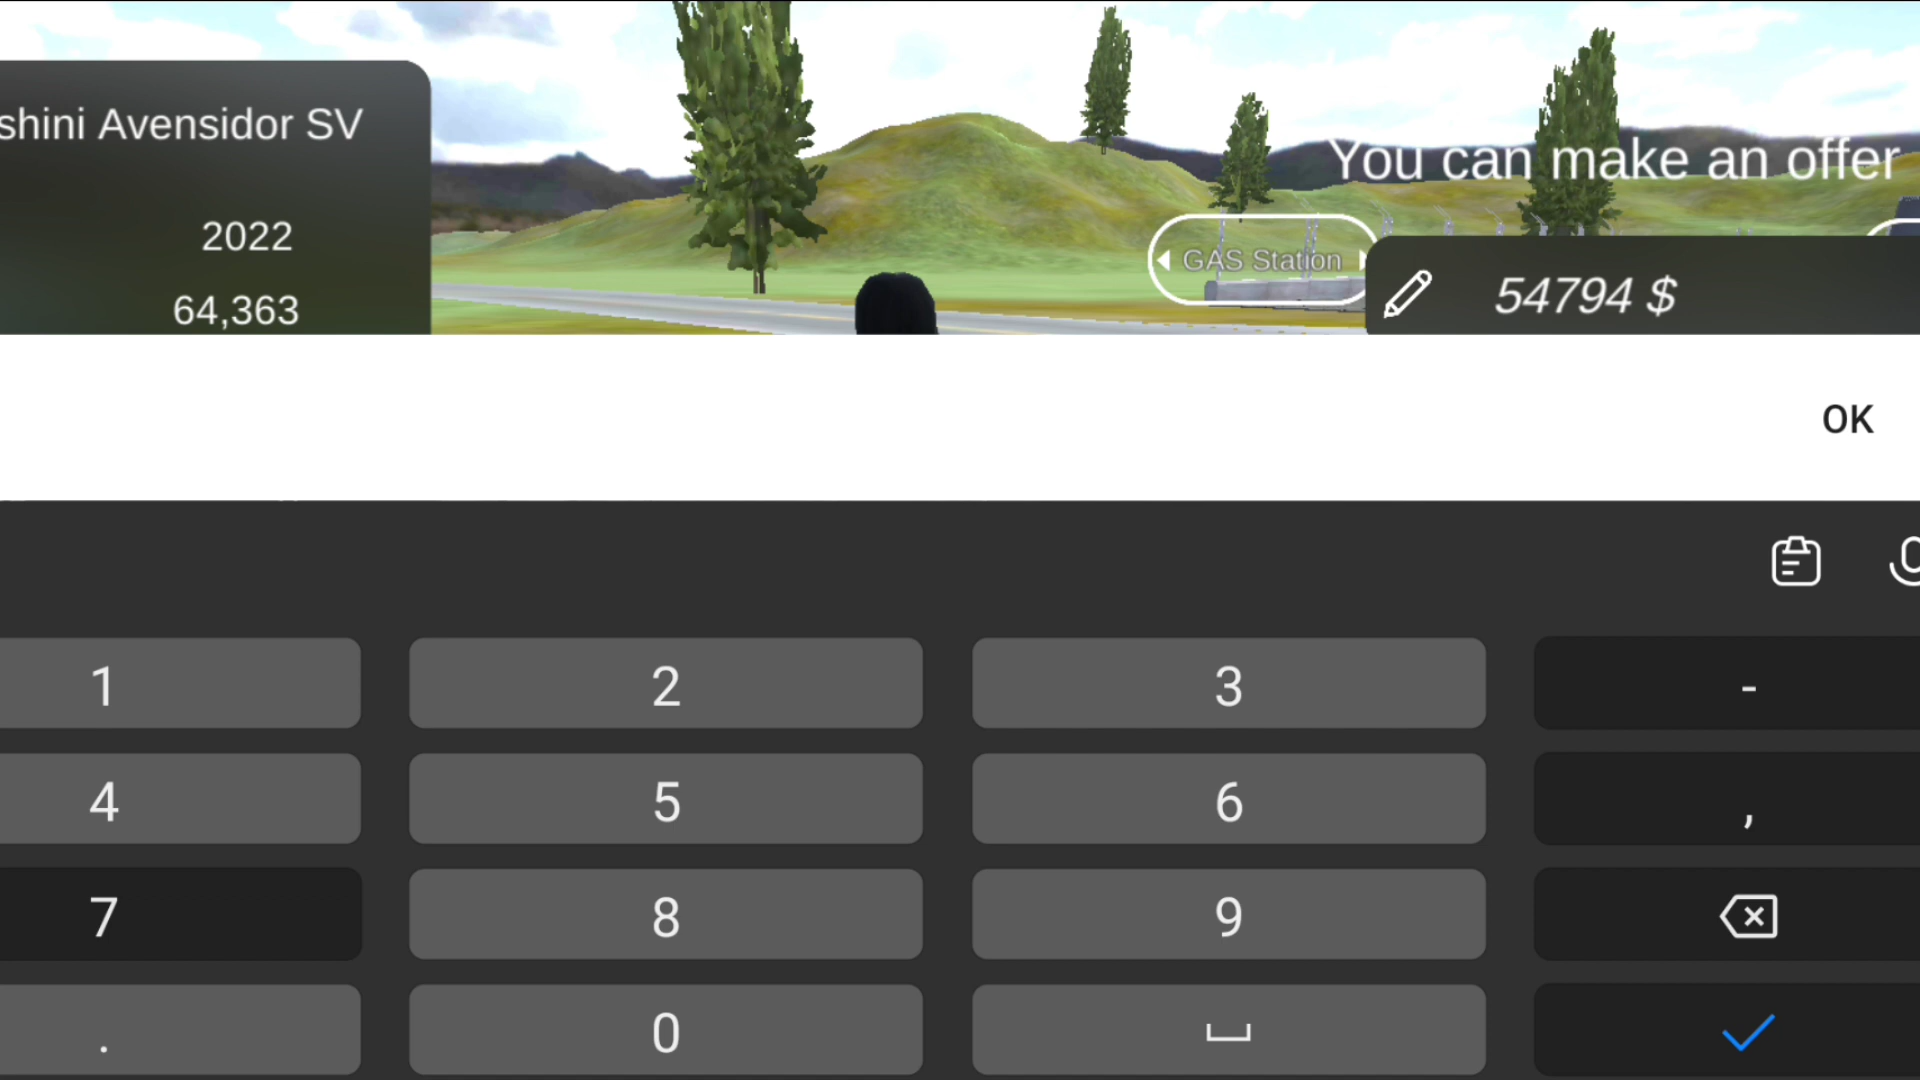 shini Avensidor SV
2022
64,363
You can make an offer
GAS Station
54794 $
OK
1 2 3 -
4 5 6 ,
7 8 9
. 0